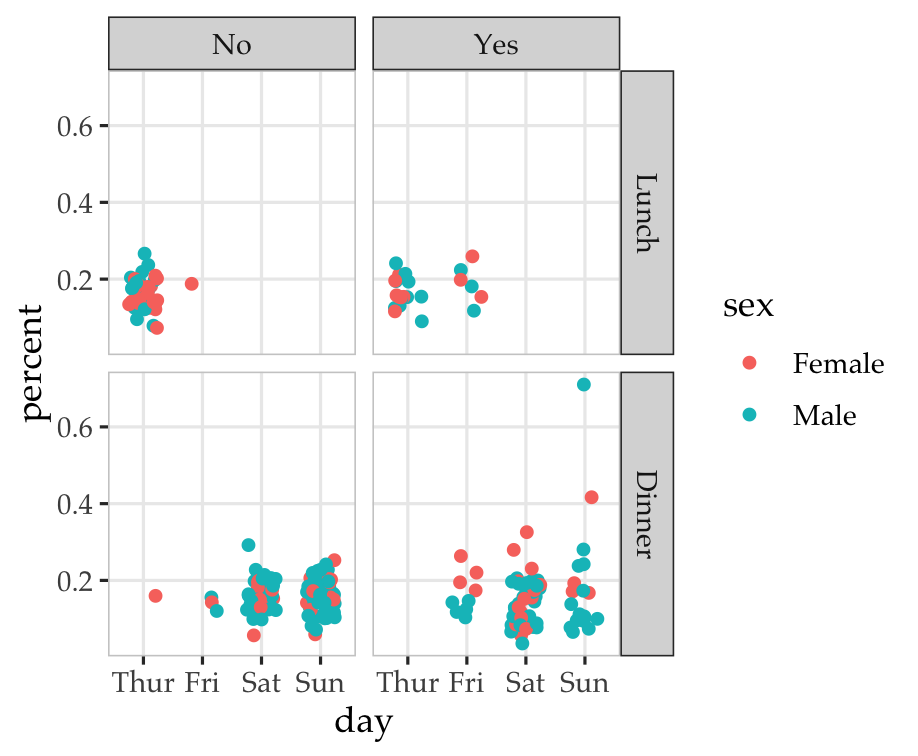 No Yes
0.6
0.4
0.2
Lunch
0.6
0.4
0.2
Dinner
Thur Fri Sat Sun Thur Fri Sat Sun
day
percent
sex
Female
Male